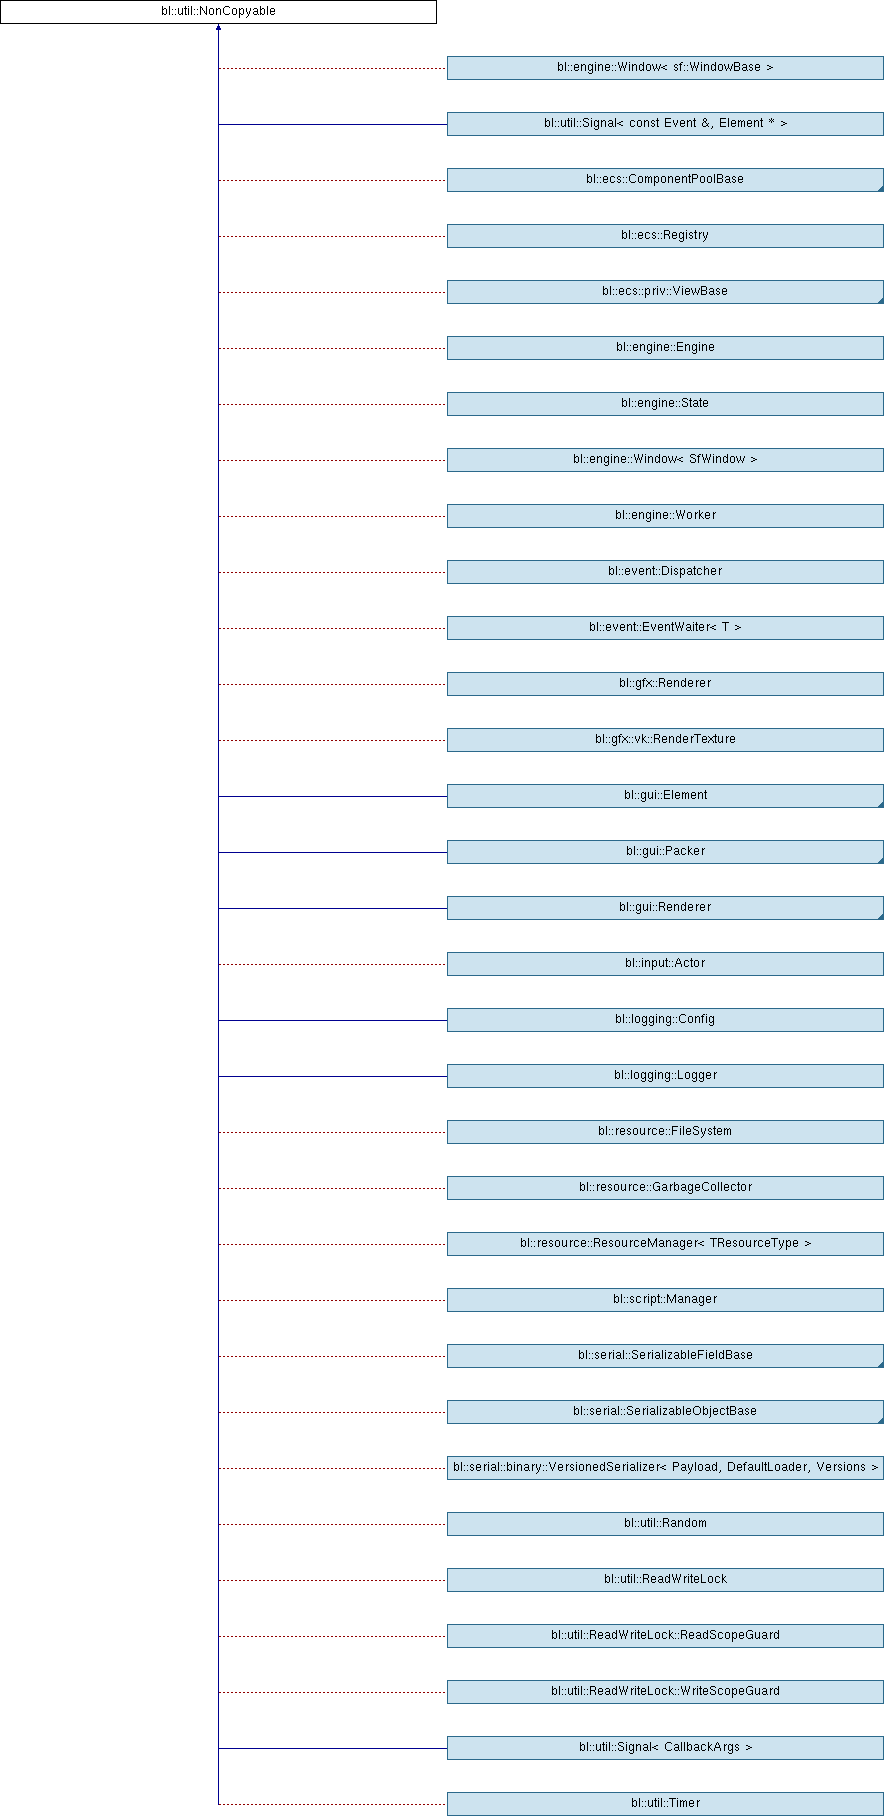 bl::util::NonCopyable
bl::engine::Window< sf::WindowBase >
bl::util::Signal< const Event &, Element * >
bl::ecs::ComponentPoolBase
bl::ecs::Registry
bl::ecs::priv::ViewBase
bl::engine::Engine
bl::engine::State
bl::engine::Window< SfWindow >
bl::engine::Worker
bl::event::Dispatcher
bl::event::EventWaiter< T >
bl::gfx::Renderer
bl::gfx::vk::RenderTexture
bl::gui::Element
bl::gui::Packer
bl::gui::Renderer
bl::input::Actor
bl::logging::Config
bl::logging::Logger
bl::resource::FileSystem
bl::resource::GarbageCollector
bl::resource::ResourceManager< TResourceType >
bl::script::Manager
bl::serial::SerializableFieldBase
bl::serial::SerializableObjectBase
bl::serial::binary::VersionedSerializer< Payload, DefaultLoader, Versions >
bl::util::Random
bl::util::ReadWriteLock
bl::util::ReadWriteLock::ReadScopeGuard
bl::util::ReadWriteLock::WriteScopeGuard
bl::util::Signal< CallbackArgs >
bl::util::Timer